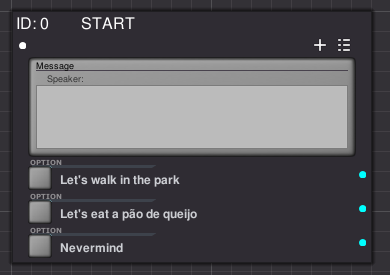 ID: 0 START
Message
Speaker:
OPTION
Let's walk in the park
OPTION
Let's eat a pão de queijo
OPTION
Nevermind